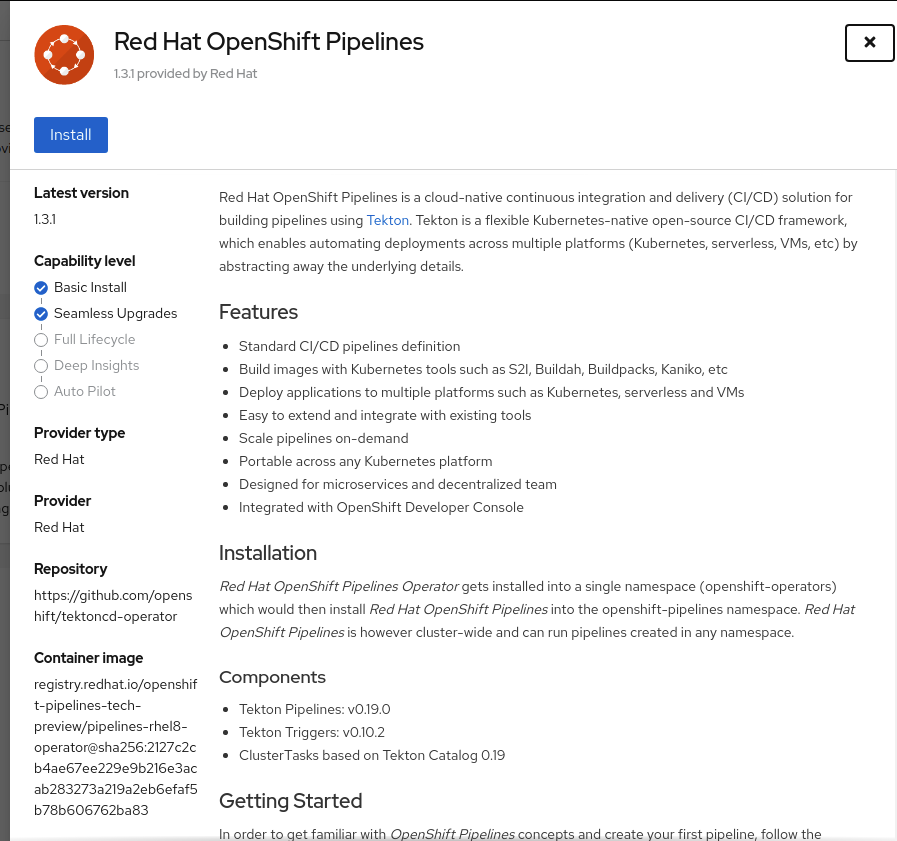 Red Hat OpenShift Pipelines
1.3.1 provided by Red Hat
Install
Latest version
1.3.1
Capability level
Basic Install
Seamless Upgrades
Full Lifecycle
Deep Insights
Auto Pilot
Provider type
Red Hat
Provider
Red Hat
Repository
https://github.com/opens
hift/tektoncd-operator
Container image
registry.redhat.io/openshif
t-pipelines-tech-
preview/pipelines-rhel8-
operator@sha256:2127c2c
b4ae67ee229e9b216e3ac
ab283273a219a2eb6efaf5
b78b606762ba83
Red Hat OpenShift Pipelines is a cloud-native continuous integration and delivery (CI/CD) solution for
building pipelines using Tekton. Tekton is a flexible Kubernetes-native open-source CI/CD framework,
which enables automating deployments across multiple platforms (Kubernetes, serverless, VMs, etc) by
abstracting away the underlying details.
Features
Standard CI/CD pipelines definition
Build images with Kubernetes tools such as S2I, Buildah, Buildpacks, Kaniko, etc
Deploy applications to multiple platforms such as Kubernetes, serverless and VMs
Easy to extend and integrate with existing tools
Scale pipelines on-demand
Portable across any Kubernetes platform
Designed for microservices and decentralized team
Integrated with OpenShift Developer Console
Installation
Red Hat OpenShift Pipelines Operator gets installed into a single namespace (openshift-operators)
which would then install Red Hat OpenShift Pipelines into the openshift-pipelines namespace. Red Hat
OpenShift Pipelines is however cluster-wide and can run pipelines created in any namespace.
Components
Tekton Pipelines: v0.19.0
Tekton Triggers: v0.10.2
ClusterTasks based on Tekton Catalog 0.19
Getting Started
In order to get familiar with OpenShift Pipelines concepts and create your first pipeline, follow the